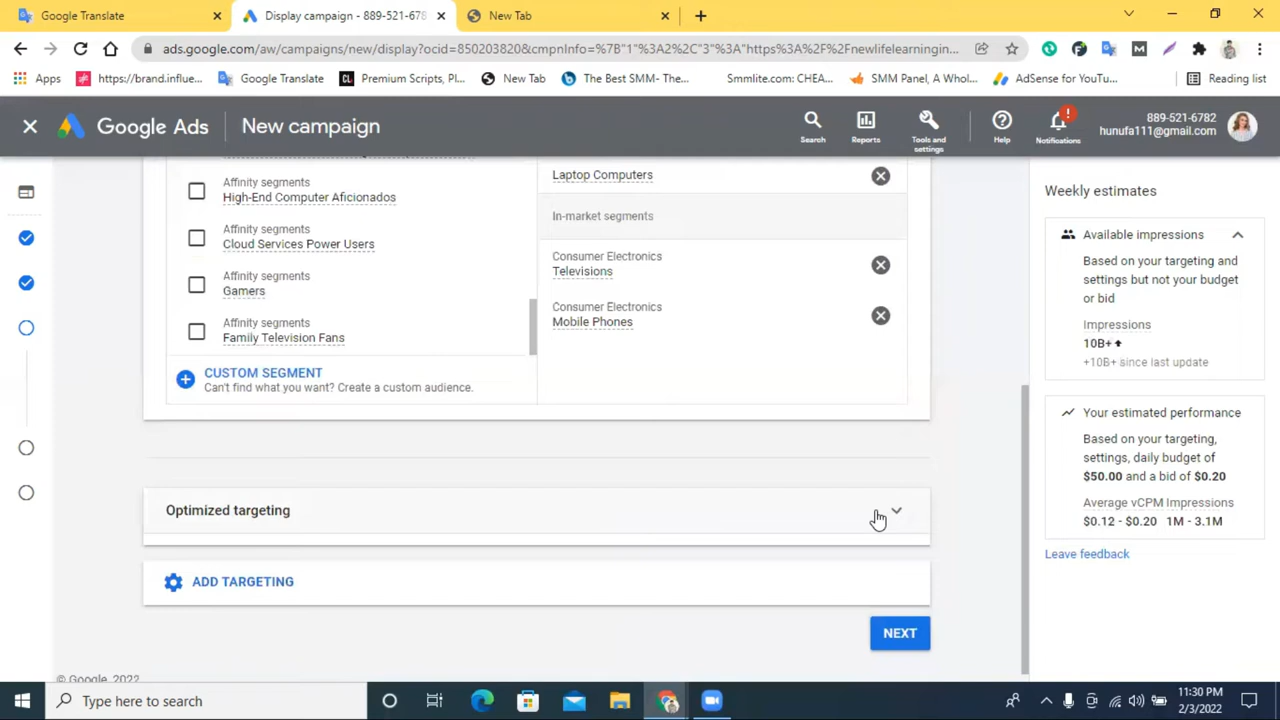 Google Translate
Display campaign - 889-521-678
New Tab
ads.google.com/aw/campaigns/new/display?ocid=850203820&cmpnInfo=%7B"1"%3A2%2C"3"%3A"https%3A%2F%2Fnewlifelearningin...
Apps
https://brand.influe...
Google Translate
Premium Scripts, Pl...
New Tab
The Best SMM- The...
Smmlite.com: CHEA...
SMM Panel, A Whol...
AdSense for YouTu...
Reading list
Google Ads
New campaign
Search
Reports
Tools and
settings
Help
Notifications
889-521-6782
hunufa111@gmail.com
Affinity segments
High-End Computer Aficionados
Affinity segments
Cloud Services Power Users
Affinity segments
Gamers
Affinity segments
Family Television Fans
CUSTOM SEGMENT
Can't find what you want? Create a custom audience.
Laptop Computers
In-market segments
Consumer Electronics
Televisions
Consumer Electronics
Mobile Phones
Optimized targeting
ADD TARGETING
NEXT
Weekly estimates
Available impressions
Based on your targeting and
settings but not your budget
or bid
Impressions
10B+
+10B+ since last update
Your estimated performance
Based on your targeting,
settings, daily budget of
$50.00 and a bid of $0.20
Average vCPM Impressions
$0.12 - $0.20 1M - 3.1M
Leave feedback
© Google, 2022
Type here to search
11:30 PM
2/3/2022